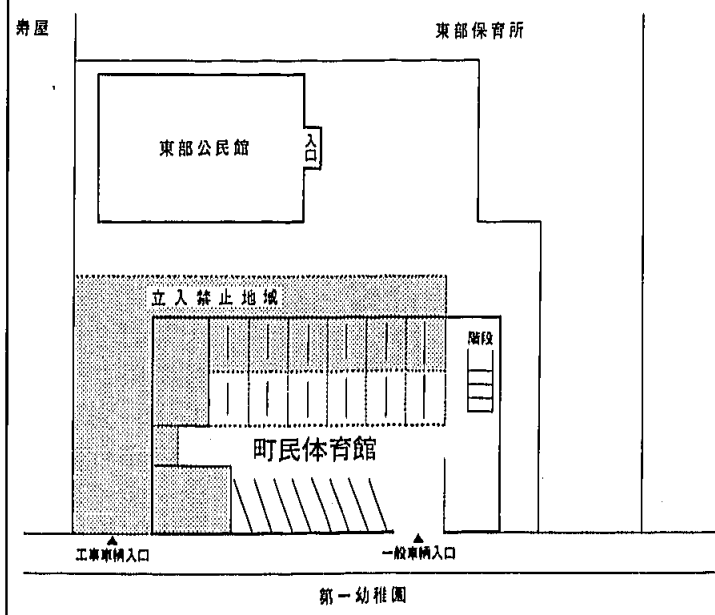 寿屋
東部保育所
東部公民館
入口
立入禁止地域
階段
町民体育館
工事車輌入口
一般車輌入口
第一幼稚園